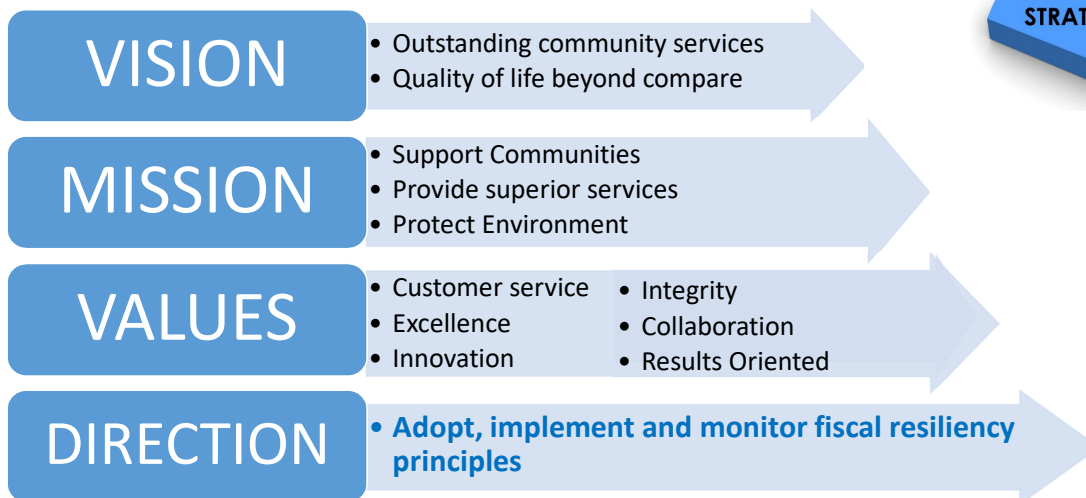 STRAT
VISION
• Outstanding community services
• Quality of life beyond compare
MISSION
• Support Communities
• Provide superior services
• Protect Environment
VALUES
• Customer service
• Excellence
• Innovation
• Integrity
• Collaboration
• Results Oriented
DIRECTION
• Adopt, implement and monitor fiscal resiliency
principles